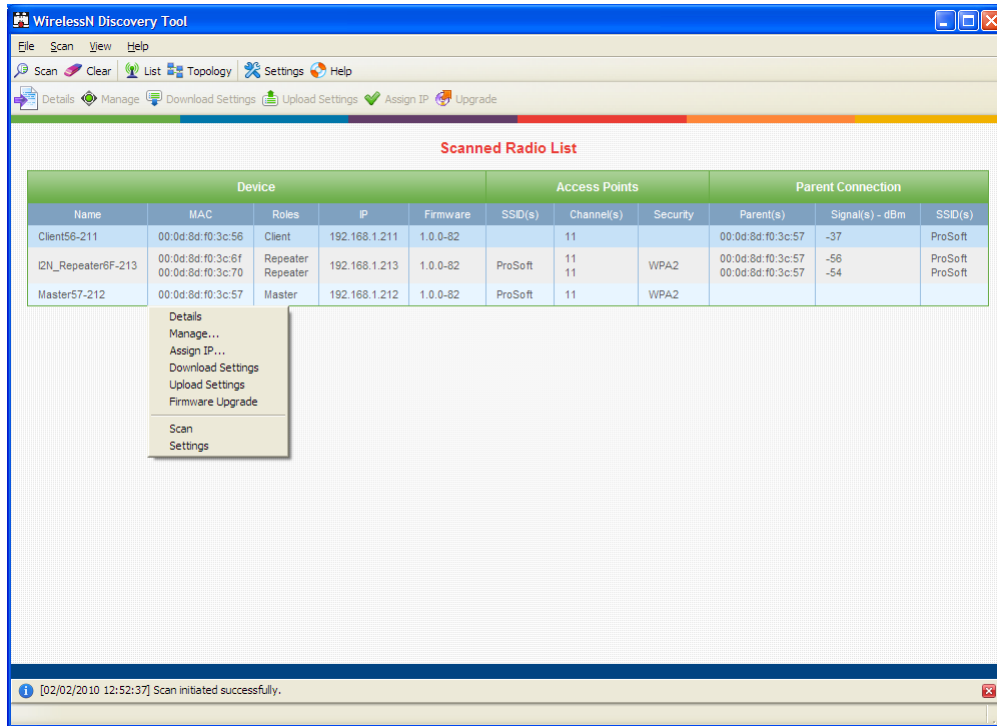 WirelessN Discovery Tool
File Scan View Help
Scan Clear List Topology Settings Help
Details Manage Download Settings Upload Settings Assign IP Upgrade
Scanned Radio List
Device Access Points Parent Connection
Name MAC Roles IP Firmware SSID(s) Channel(s) Security Parent(s) Signal(s) - dBm SSID(s)
Client56-211 00:0d:8d:f0:3c:56 Client 192.168.1.211 1.0.0-82 11 00:0d:8d:f0:3c:57 -37 ProSoft
I2N_Repeater6F-213 00:0d:8d:f0:3c:6f Repeater 192.168.1.213 1.0.0-82 ProSoft 11 WPA2 00:0d:8d:f0:3c:57 -56 ProSoft
00:0d:8d:f0:3c:70 Repeater 11 00:0d:8d:f0:3c:57 -54 ProSoft
Master57-212 00:0d:8d:f0:3c:57 Master 192.168.1.212 1.0.0-82 ProSoft 11 WPA2
Details
Manage...
Assign IP...
Download Settings
Upload Settings
Firmware Upgrade
Scan
Settings
[02/02/2010 12:52:37] Scan initiated successfully.